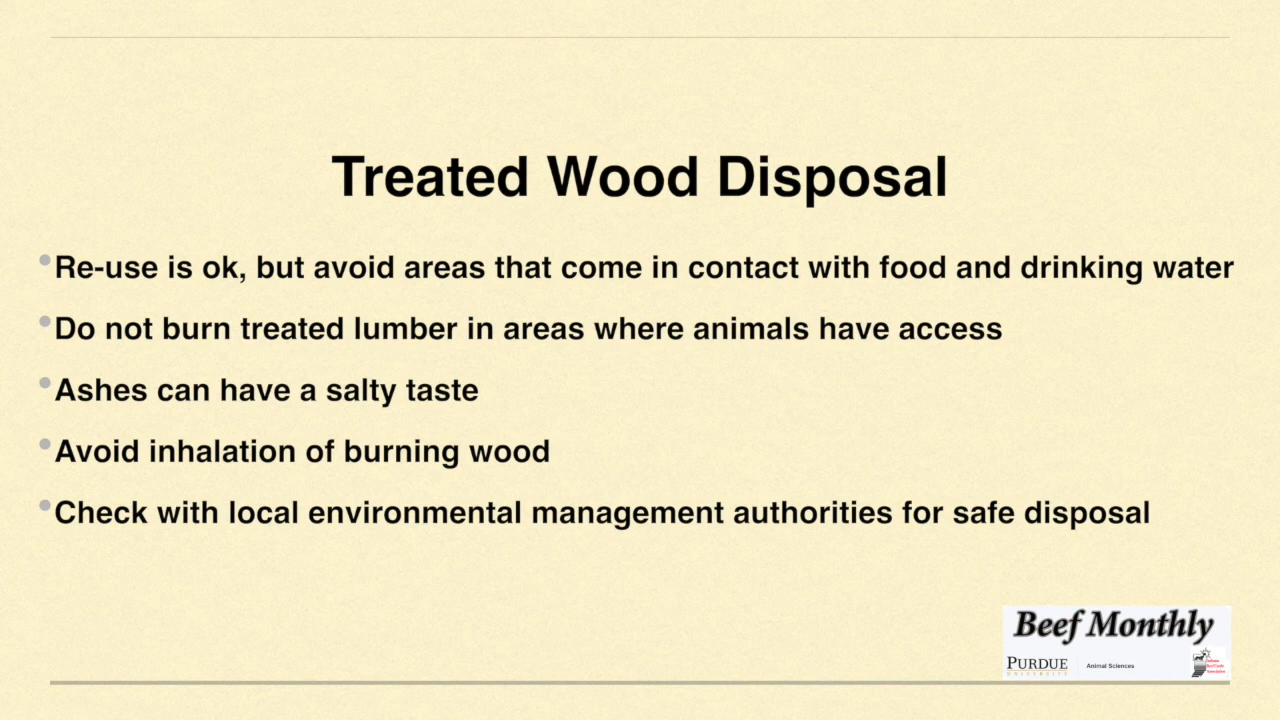 Treated Wood Disposal
•Re-use is ok, but avoid areas that come in contact with food and drinking water
•Do not burn treated lumber in areas where animals have access
•Ashes can have a salty taste
•Avoid inhalation of burning wood
•Check with local environmental management authorities for safe disposal
Beef Monthly
PURDUE Animal Sciences
UNIVERSITY